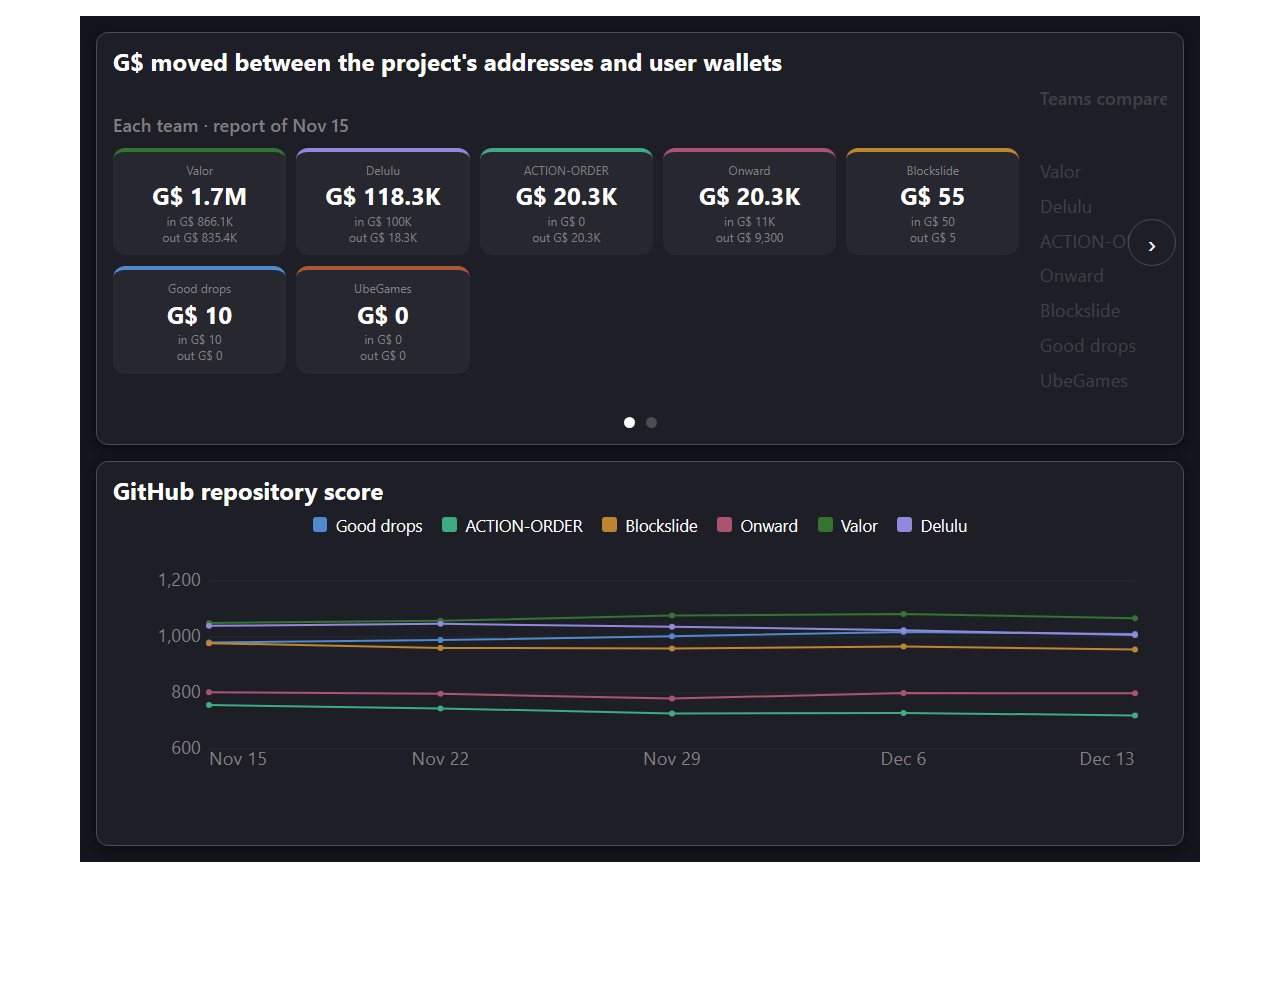 G$ moved between the project's addresses and user wallets
Teams compare
Each team · report of Nov 15
Valor
G$ 1.7M
in G$ 866.1K
out G$ 835.4K
Delulu
G$ 118.3K
in G$ 100K
out G$ 18.3K
ACTION-ORDER
G$ 20.3K
in G$ 0
out G$ 20.3K
Onward
G$ 20.3K
in G$ 11K
out G$ 9,300
Blockslide
G$ 55
in G$ 50
out G$ 5
Good drops
G$ 10
in G$ 10
out G$ 0
UbeGames
G$ 0
in G$ 0
out G$ 0
Valor
Delulu
ACTION-O
Onward
Blockslide
Good drops
UbeGames
GitHub repository score
Good drops ACTION-ORDER Blockslide Onward Valor Delulu
1,200
1,000
800
600
Nov 15 Nov 22 Nov 29 Dec 6 Dec 13